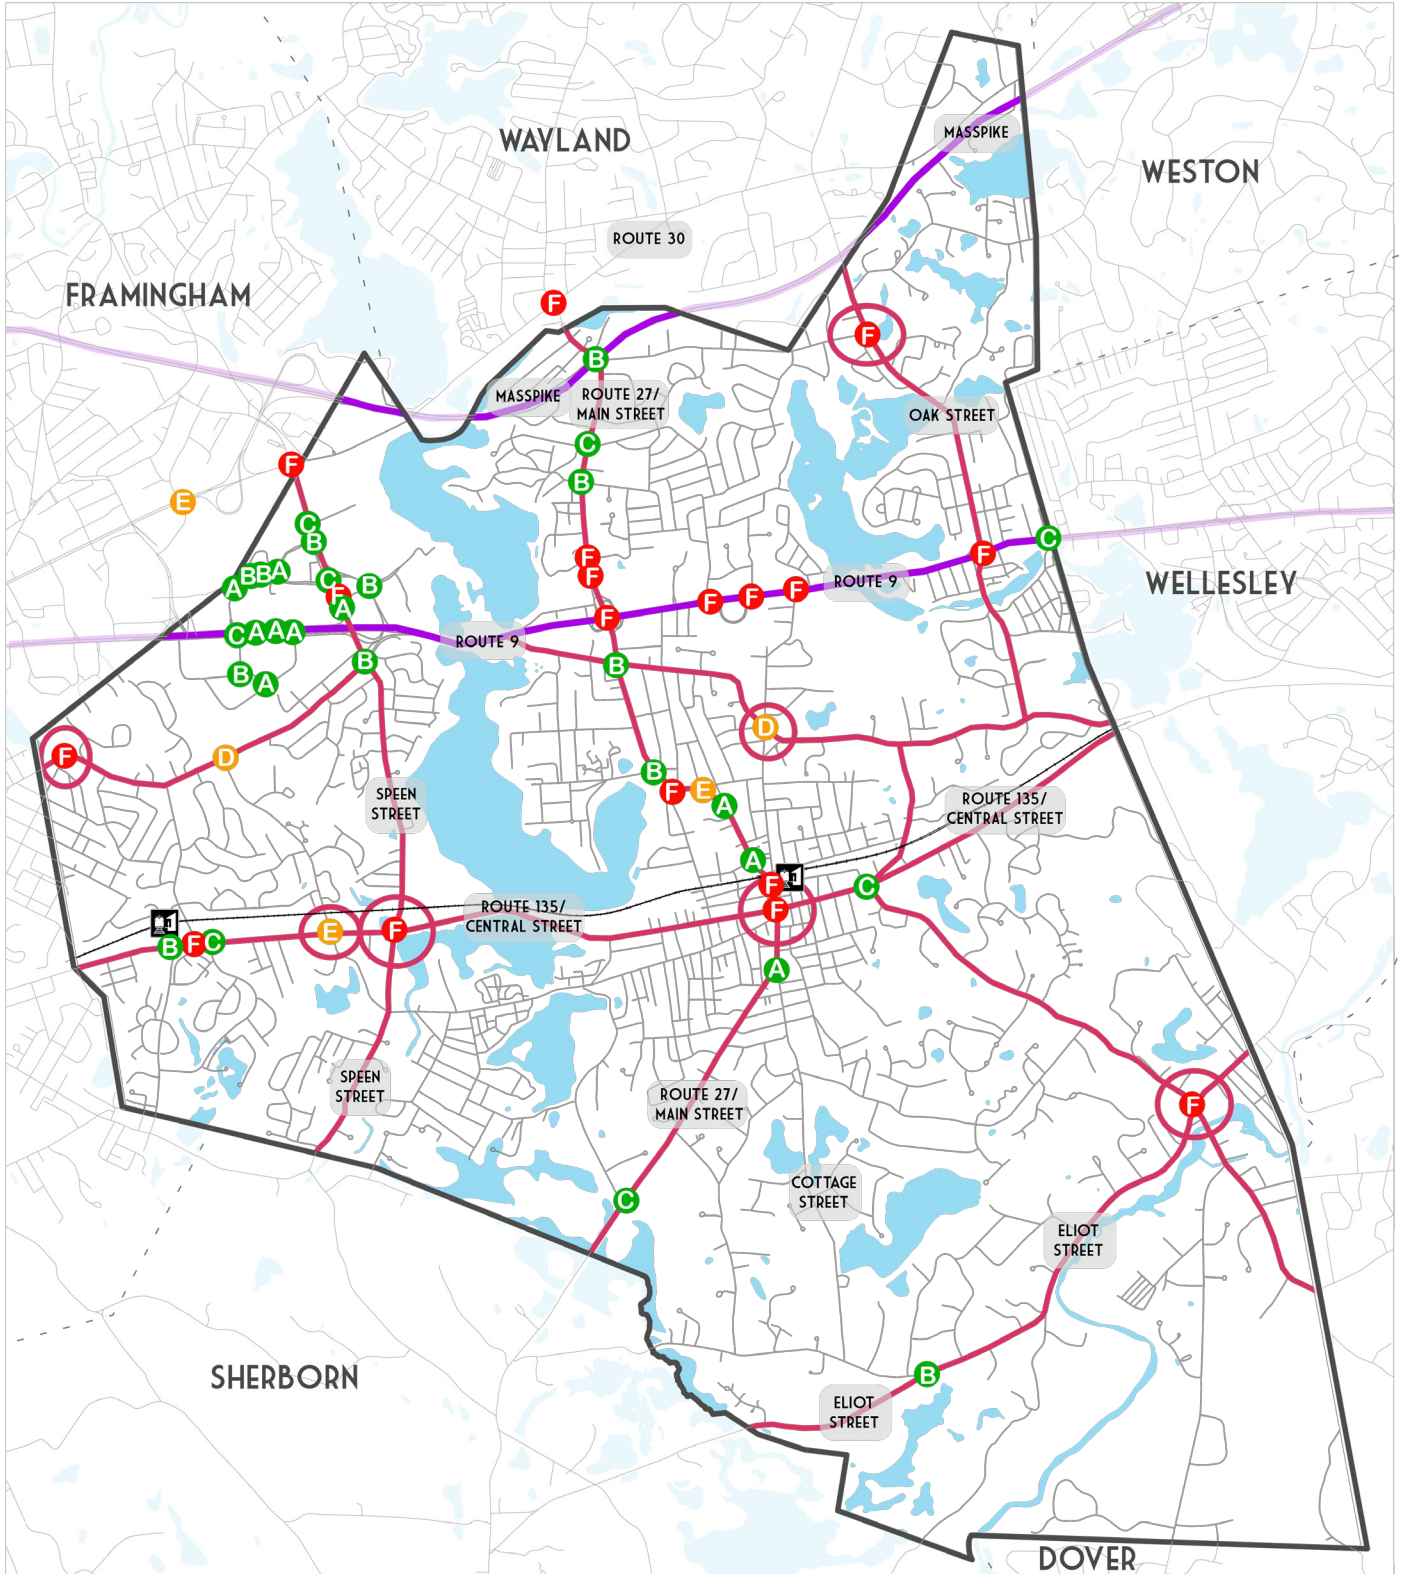 MASSPIKE
WAYLAND
WESTON
ROUTE 30
FRAMINGHAM
F
F
B
MASSPIKE
ROUTE 27/
MAIN STREET
OAK STREET
C
F
B
E
C
B
C
F
F
A
B
B
A
C
B
F
F
A
ROUTE 9
WELLESLEY
F
F
F
F
C
A
A
A
ROUTE 9
B
B
B
A
D
F
D
B
F
E
A
SPEEN
STREET
ROUTE 135/
CENTRAL STREET
A
F
C
F
ROUTE 135/
CENTRAL STREET
B
F
C
E
F
A
SPEEN
STREET
ROUTE 27/
MAIN STREET
F
COTTAGE
STREET
C
ELIOT
STREET
SHERBORN
B
ELIOT
STREET
DOVER